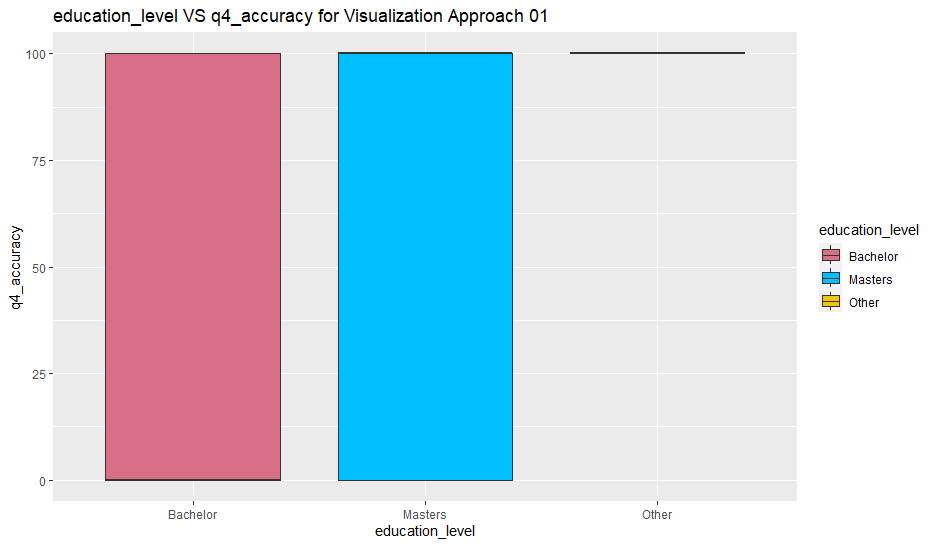 education_level VS q4_accuracy for Visualization Approach 01
100
75
50
25
0
q4_accuracy
Bachelor
Masters
Other
education_level
education_level
Bachelor
Masters
Other